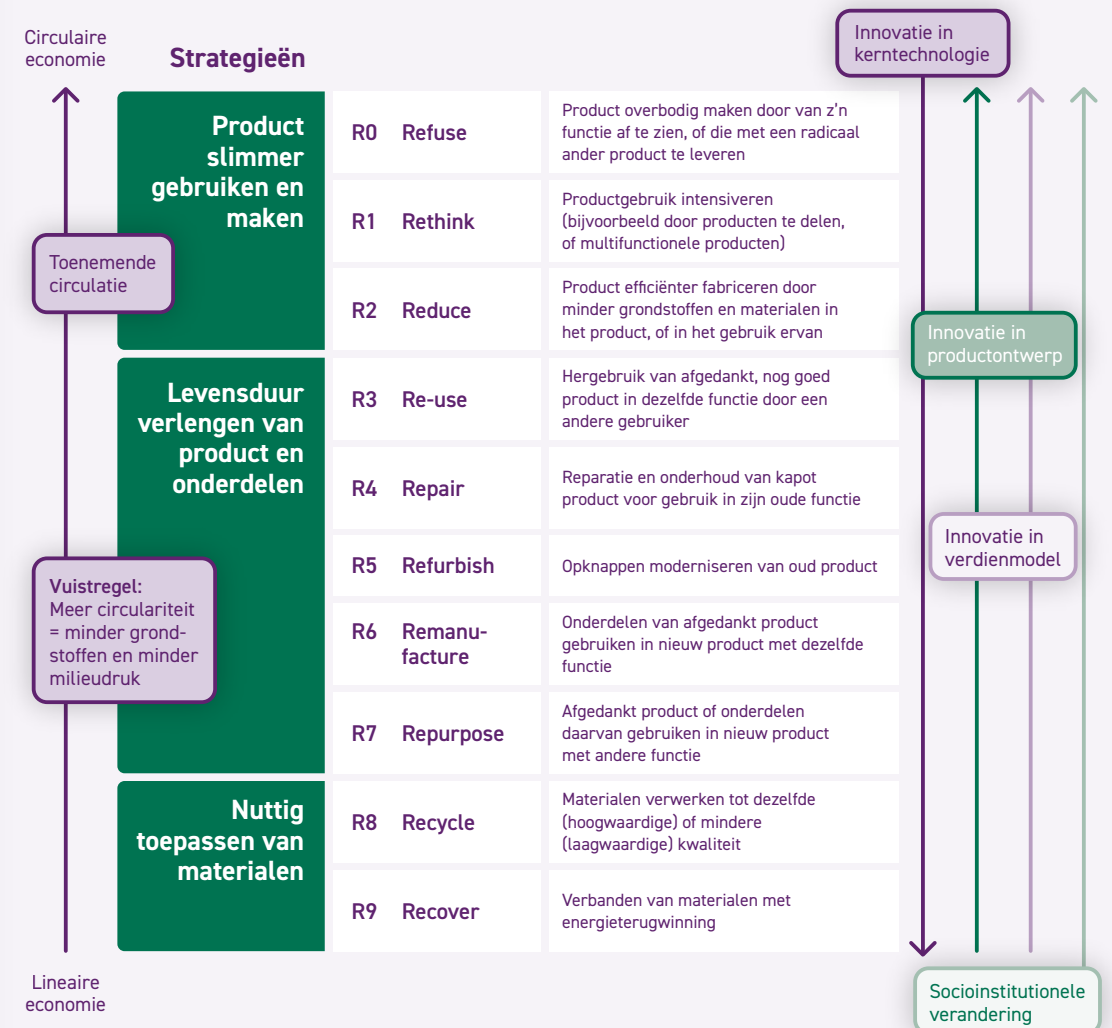 Circulaire
economie
Strategieën
Innovatie in
kerntechnologie
Product
slimmer
gebruiken en
maken
R0 Refuse
Product overbodig maken door van z'n
functie af te zien, of die met een radicaal
ander product te leveren
R1 Rethink
Productgebruik intensiveren
(bijvoorbeeld door producten te delen,
of multifunctionele producten)
Toenemende
circulatie
R2 Reduce
Product efficiënter fabriceren door
minder grondstoffen en materialen in
het product, of in het gebruik ervan
Innovatie in
productontwerp
Levensduur
verlengen van
product en
onderdelen
R3 Re-use
Hergebruik van afgedankt, nog goed
product in dezelfde functie door een
andere gebruiker
R4 Repair
Reparatie en onderhoud van kapot
product voor gebruik in zijn oude functie
Innovatie in
verdienmodel
R5 Refurbish
Opknappen moderniseren van oud product
Vuistregel:
Meer circulariteit
= minder grond-
stoffen en minder
milieudruk
R6 Remanu-
facture
Onderdelen van afgedankt product
gebruiken in nieuw product met dezelfde
functie
R7 Repurpose
Afgedankt product of onderdelen
daarvan gebruiken in nieuw product
met andere functie
Nuttig
toepassen van
materialen
R8 Recycle
Materialen verwerken tot dezelfde
(hoogwaardige) of mindere
(laagwaardige) kwaliteit
R9 Recover
Verbanden van materialen met
energieterugwinning
Lineaire
economie
Socioinstitutionele
verandering